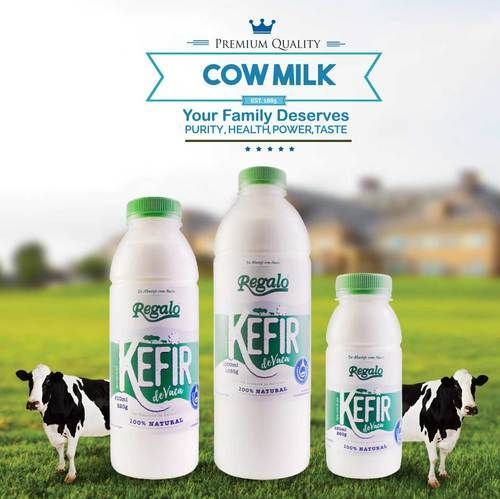 PREMIUM QUALITY
COW MILK
EST. 1885
Your Family Deserves
PURITY, HEALTH, POWER, TASTE
Regalo
KEFIR
de Vaca
100% NATURAL
Regalo
KEFIR
de Vaca
100% NATURAL
Regalo
KEFIR
de Vaca
100% NATURAL